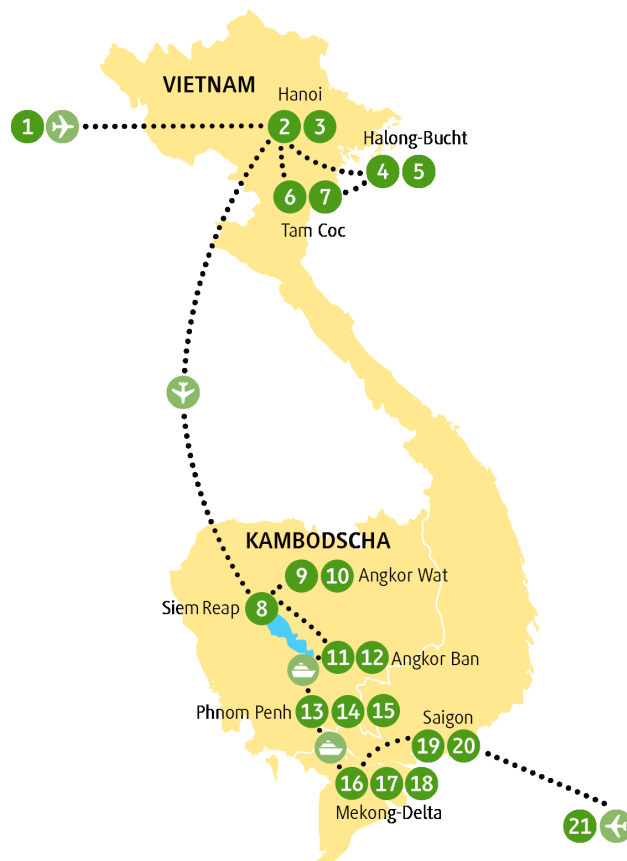 VIETNAM
Hanoi
1 2 3
Halong-Bucht
4 5
6 7
Tam Coc
KAMBODSCHA
9 10 Angkor Wat
Siem Reap 8
11 12 Angkor Ban
Phnom Penh 13 14 15
Saigon
19 20
16 17 18
Mekong-Delta
21